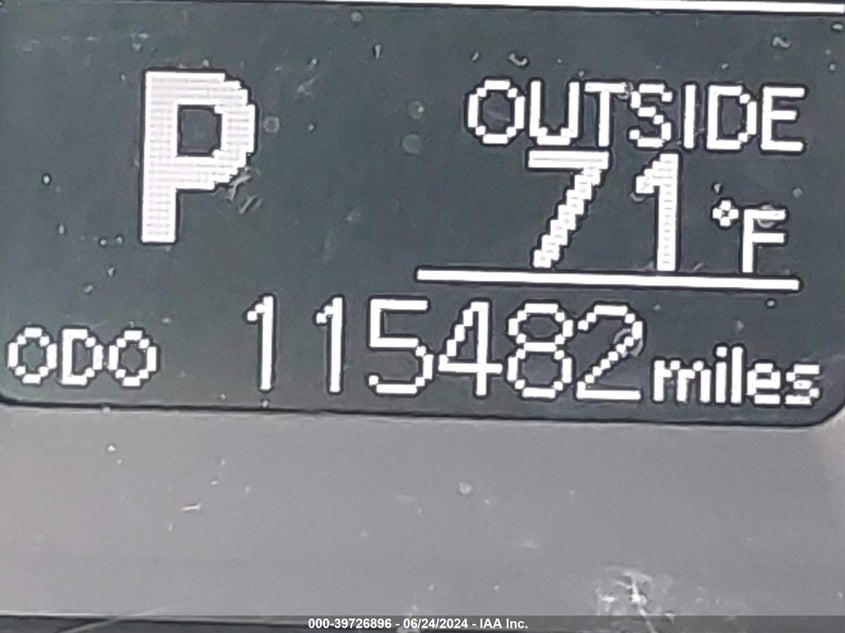 P
OUTSIDE
71 °F
ODO 115482 miles
000-39726896 - 06/24/2024 - IAA Inc.